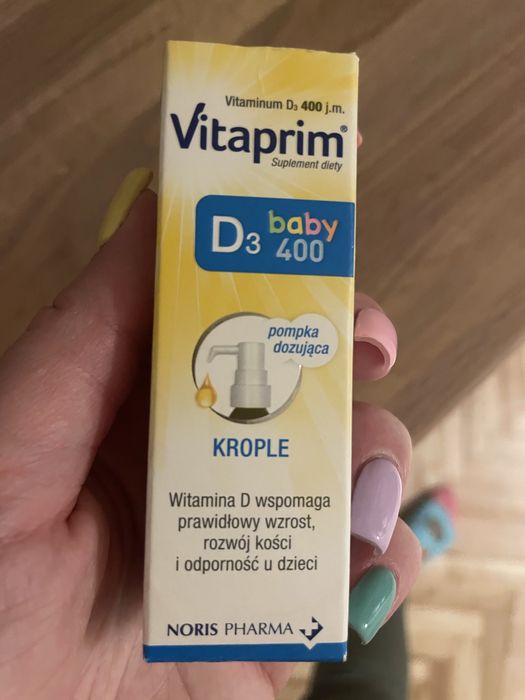 Vitaminum D₃ 400 j.m.
Vitaprim®
Suplement diety
D₃ baby
400
pompka
dozująca
KROPLE
Witamina D wspomaga
prawidłowy wzrost,
rozwój kości
i odporność u dzieci
NORIS PHARMA